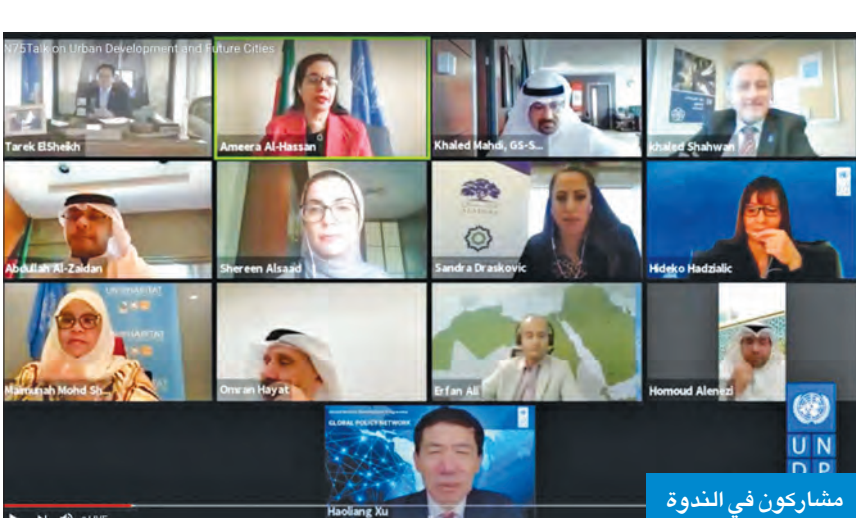 N75Talk on Urban Development and Future Cities
Tarek ElSheikh
Ameera Al-Hassan
Khaled Mahdi, GS-S...
khaled Shahwan
Abdullah Al-Zaidan
Shereen Alsaad
Sandra Draskovic
Hideko Hadzialic
UN HABITAT
Maimunah Mohd Sh...
Omran Hayat
Erfan Ali
Homoud Alenezi
GLOBAL POLICY NETWORK
Haoliang Xu
U N
D P
LIVE
مشاركون في الندوة